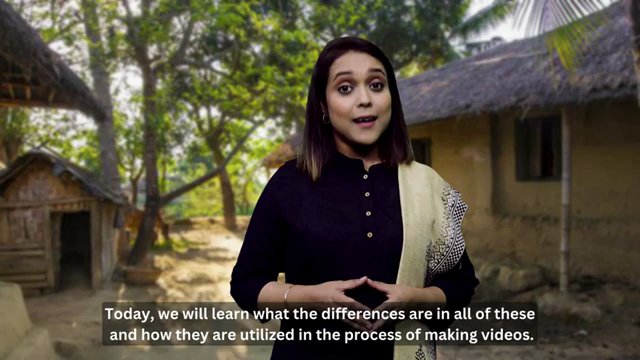 Today, we will learn what the differences are in all of these
and how they are utilized in the process of making videos.